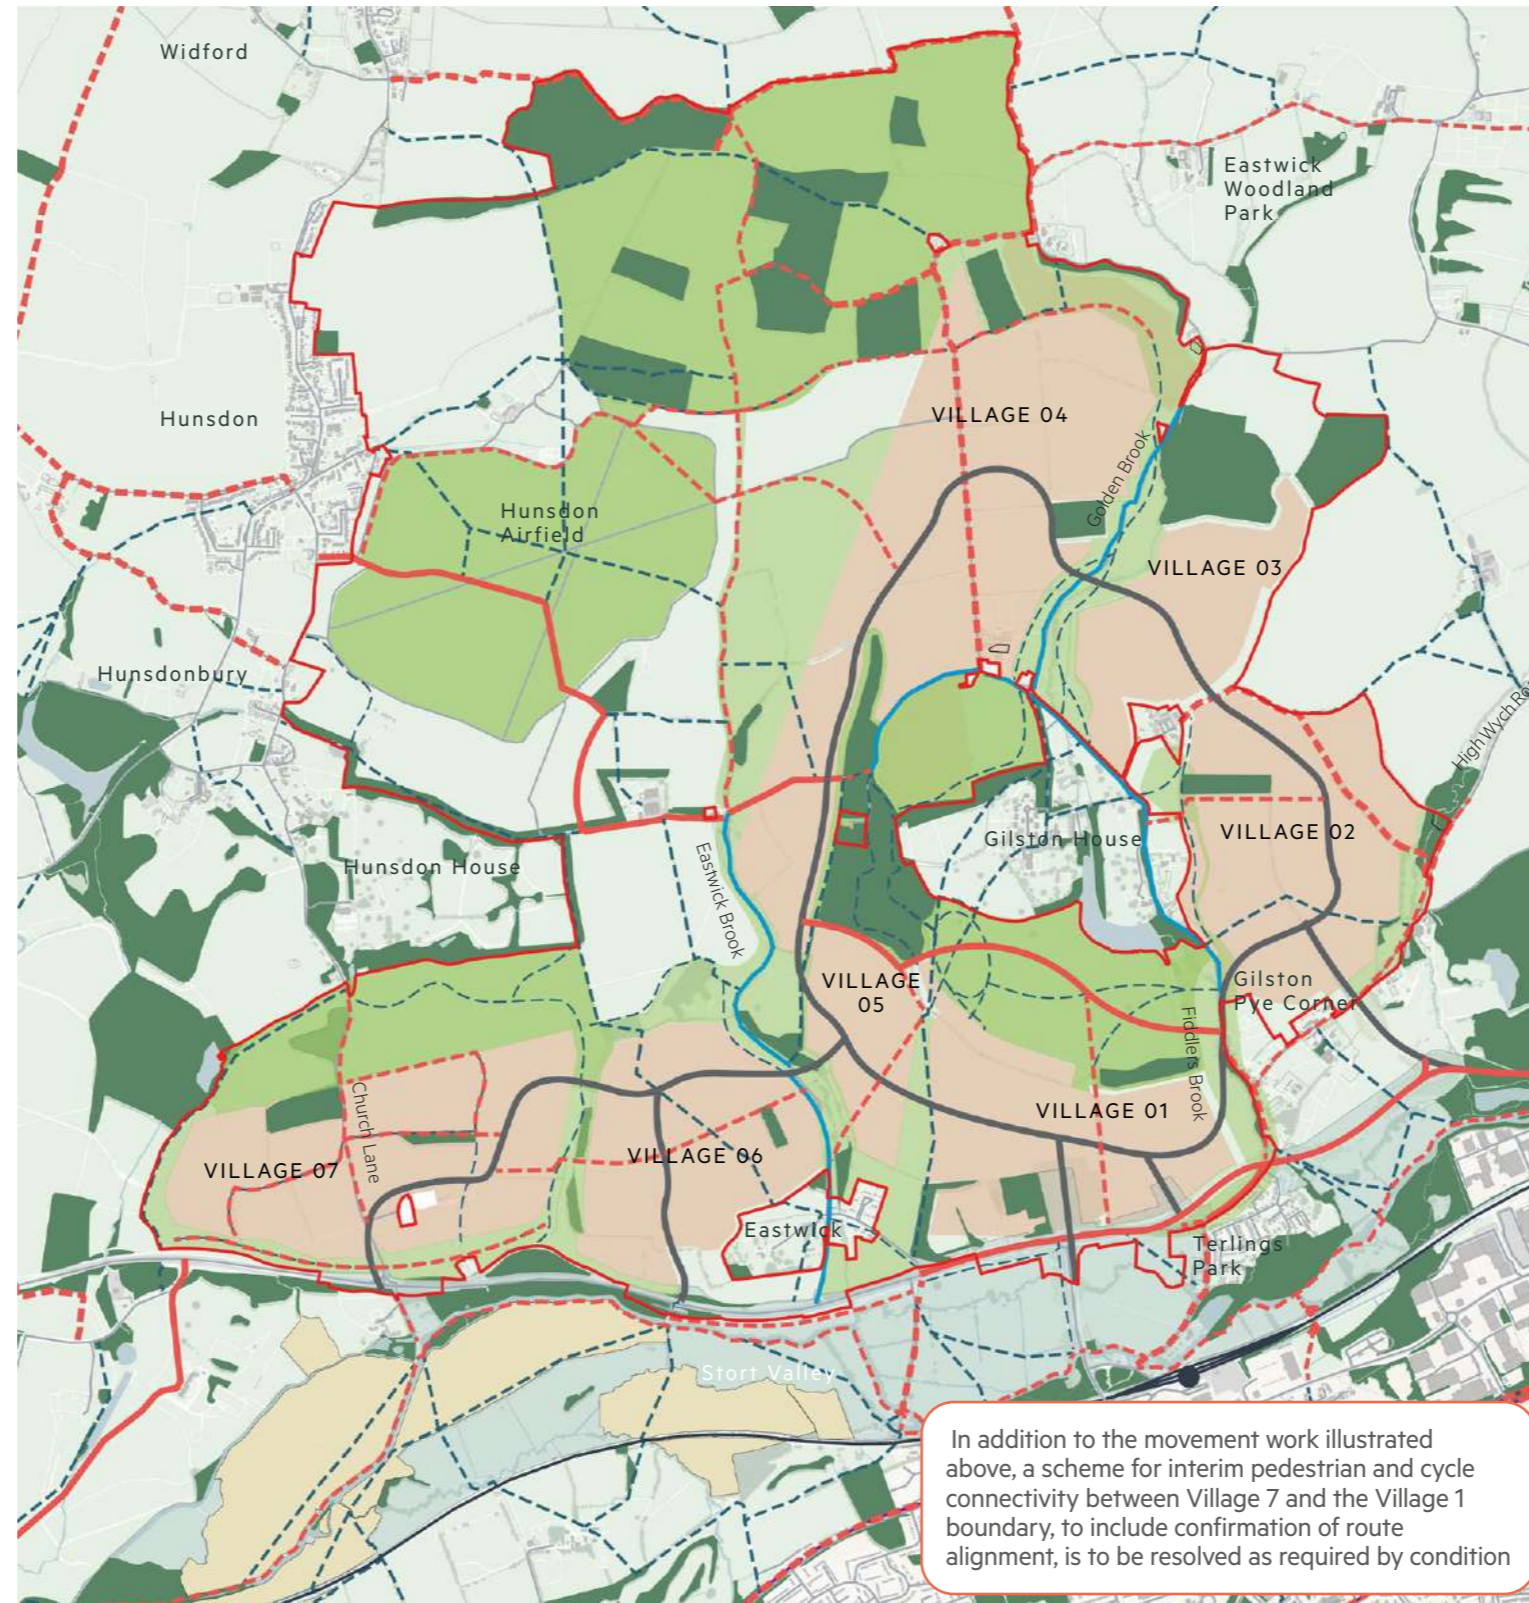 Widford
Eastwick
Woodland
Park
Hunsdon
VILLAGE 04
Golden Brook
Hunsdon
Airfield
VILLAGE 03
Hunsdonbury
High Wych Ro
Gilston House
VILLAGE 02
Hunsdon House
Eastwick Brook
VILLAGE
05
Gilston
Pye Corner
Fiddlers Brook
Church Lane
VILLAGE 01
VILLAGE 06
VILLAGE 07
Eastwick
Terlings
Park
Stort Valley
In addition to the movement work illustrated
above, a scheme for interim pedestrian and cycle
connectivity between Village 7 and the Village 1
boundary, to include confirmation of route
alignment, is to be resolved as required by condition